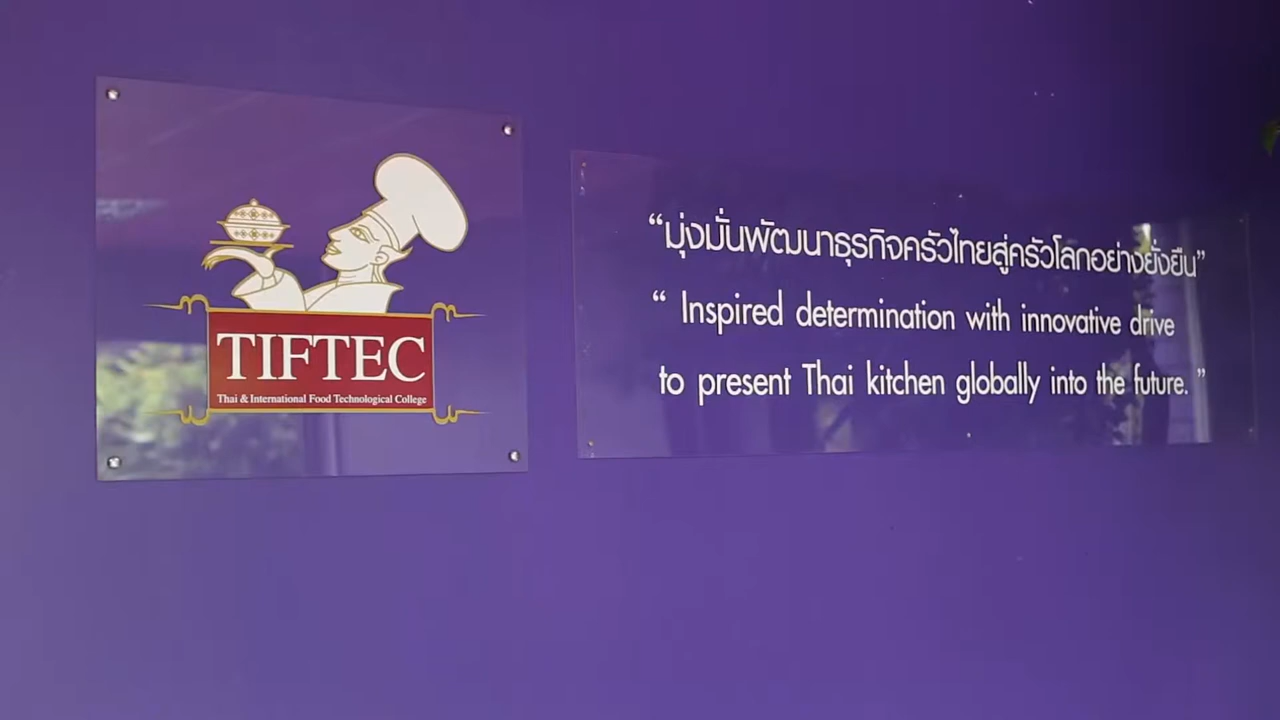 TIFTEC
Thai & International Food Technological College
“มุ่งมั่นพัฒนาธุรกิจครัวไทยสู่ครัวโลกอย่างยั่งยืน”
“ Inspired determination with innovative drive
to present Thai kitchen globally into the future. ”